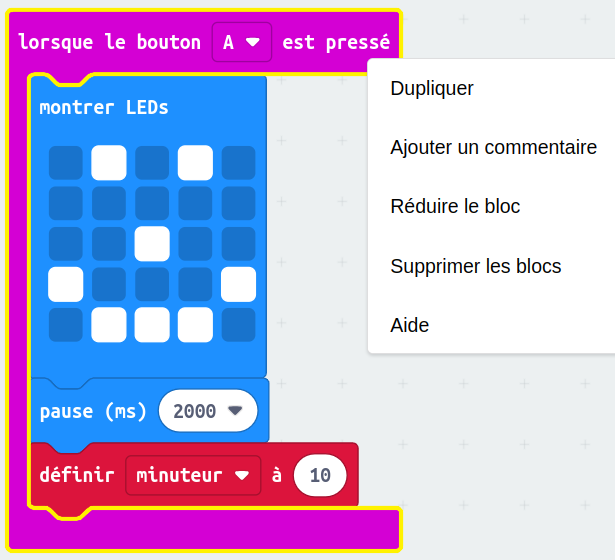 lorsque le bouton A est pressé
montrer LEDs
pause (ms) 2000
définir minuteur à 10
Dupliquer
Ajouter un commentaire
Réduire le bloc
Supprimer les blocs
Aide